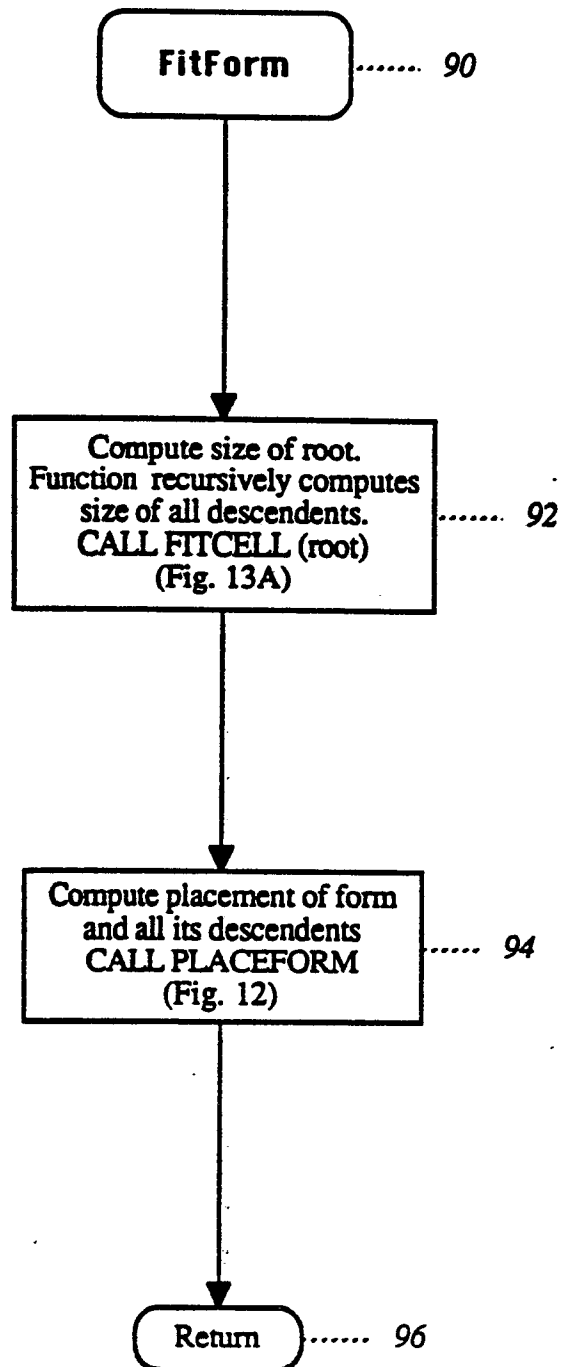 FitForm
90
Compute size of root.
Function recursively computes
size of all descendents.
CALL FITCELL (root)
(Fig. 13A)
92
Compute placement of form
and all its descendents
CALL PLACEFORM
(Fig. 12)
94
Return
96